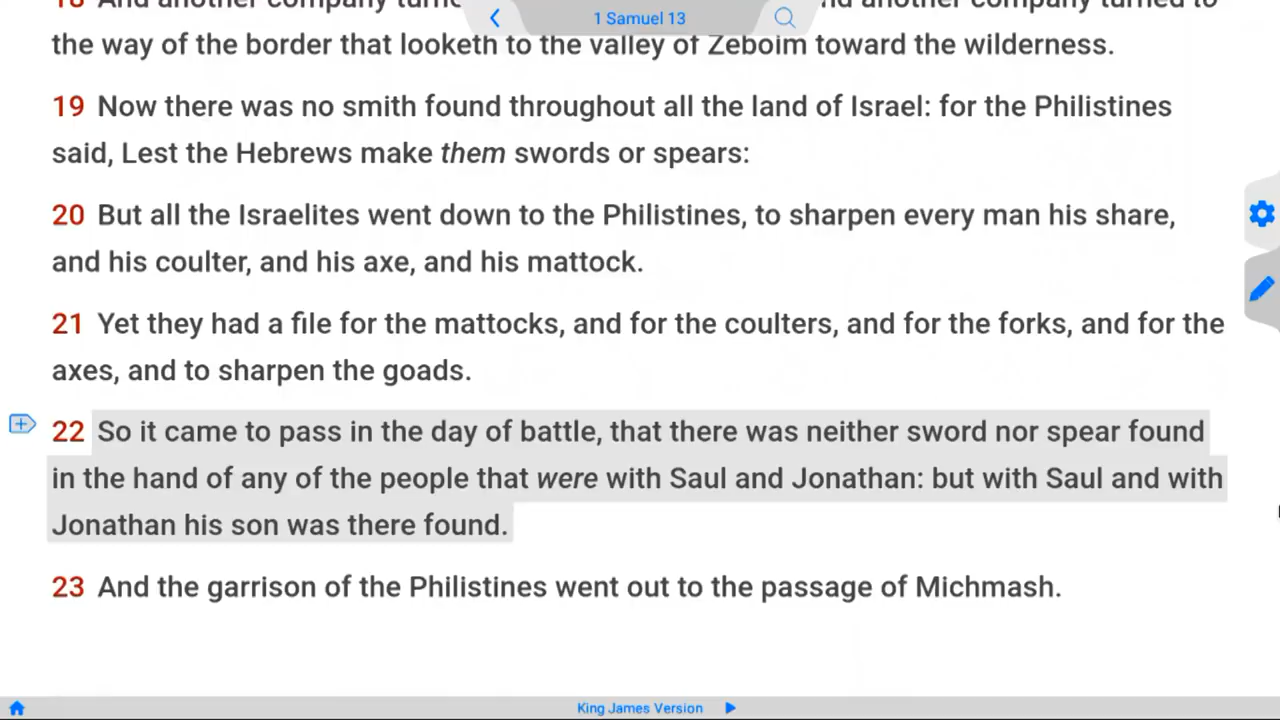 1 Samuel 13
18 And another company turned to
the way of the border that looketh to the valley of Zeboim toward the wilderness.
19 Now there was no smith found throughout all the land of Israel: for the Philistines
said, Lest the Hebrews make them swords or spears:
20 But all the Israelites went down to the Philistines, to sharpen every man his share,
and his coulter, and his axe, and his mattock.
21 Yet they had a file for the mattocks, and for the coulters, and for the forks, and for the
axes, and to sharpen the goads.
22 So it came to pass in the day of battle, that there was neither sword nor spear found
in the hand of any of the people that were with Saul and Jonathan: but with Saul and with
Jonathan his son was there found.
23 And the garrison of the Philistines went out to the passage of Michmash.
King James Version